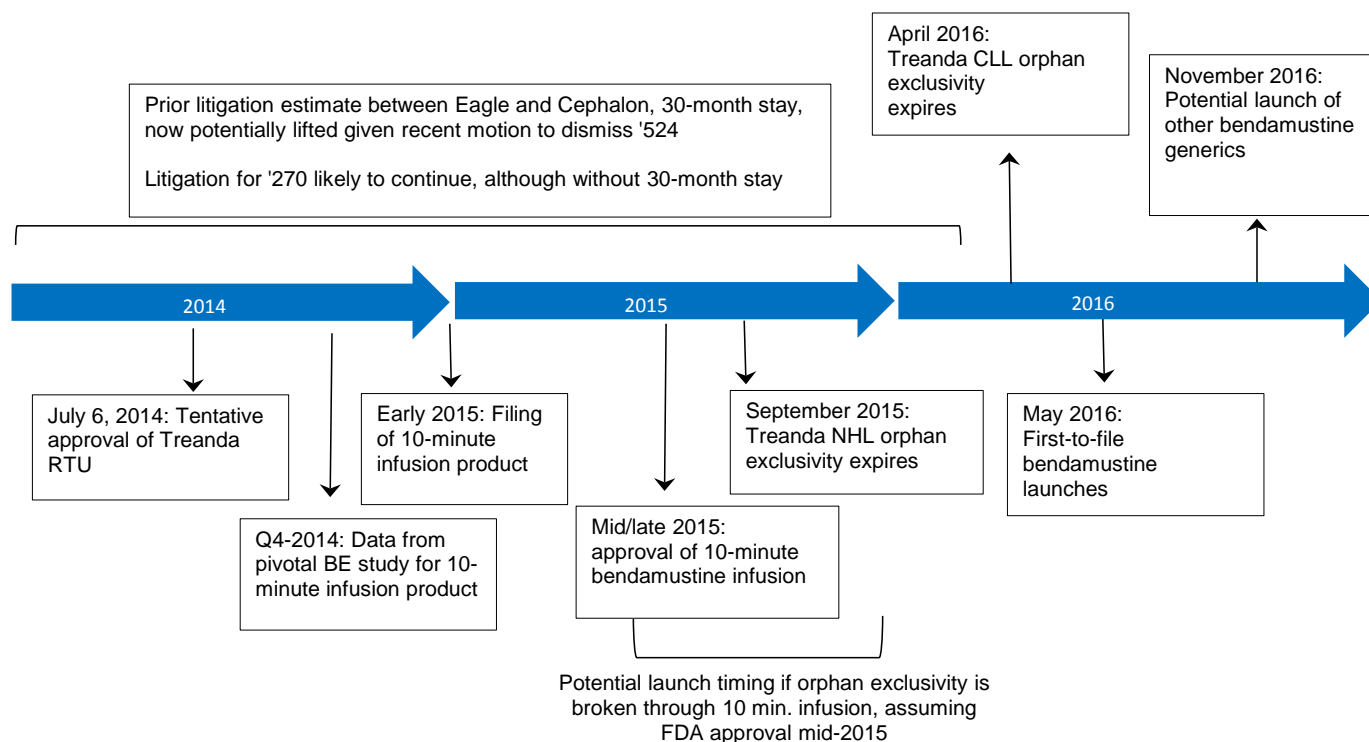 April 2016:
Treanda CLL orphan
exclusivity
expires
November 2016:
Potential launch of
other bendamustine
generics
Prior litigation estimate between Eagle and Cephalon, 30-month stay,
now potentially lifted given recent motion to dismiss '524
Litigation for '270 likely to continue, although without 30-month stay
2014
2015
2016
July 6, 2014: Tentative
approval of Treanda
RTU
Early 2015: Filing
of 10-minute
infusion product
September 2015:
Treanda NHL orphan
exclusivity expires
May 2016:
First-to-file
bendamustine
launches
Q4-2014: Data from
pivotal BE study for 10-
minute infusion product
Mid/late 2015:
approval of 10-minute
bendamustine infusion
Potential launch timing if orphan exclusivity is
broken through 10 min. infusion, assuming
FDA approval mid-2015